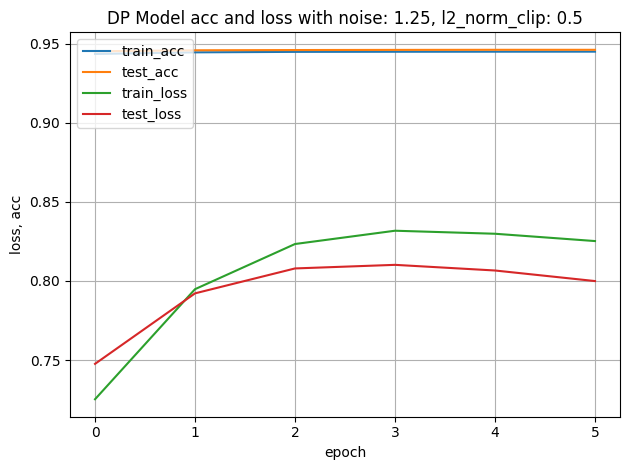 DP Model acc and loss with noise: 1.25, l2_norm_clip: 0.5
train_acc
test_acc
train_loss
test_loss
0.95
0.90
0.85
0.80
0.75
loss, acc
0 1 2 3 4 5
epoch